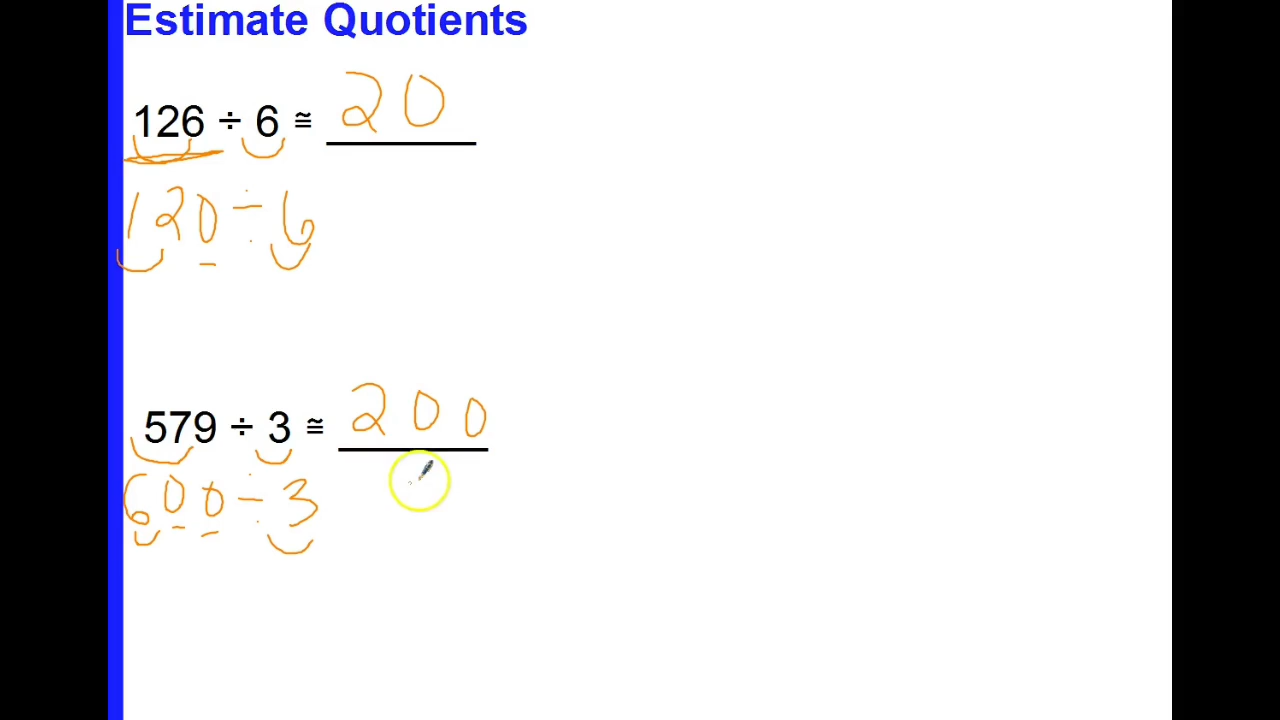 Estimate Quotients
126 ÷ 6 ≅ 20
120 ÷ 6
579 ÷ 3 ≅ 200
600 ÷ 3